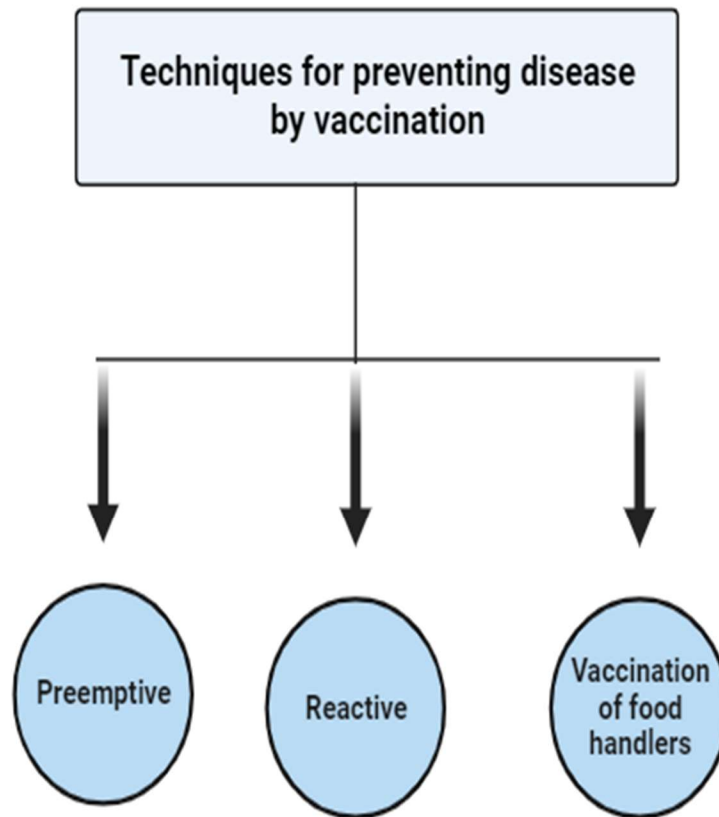 Techniques for preventing disease
by vaccination
Preemptive
Reactive
Vaccination
of food
handlers